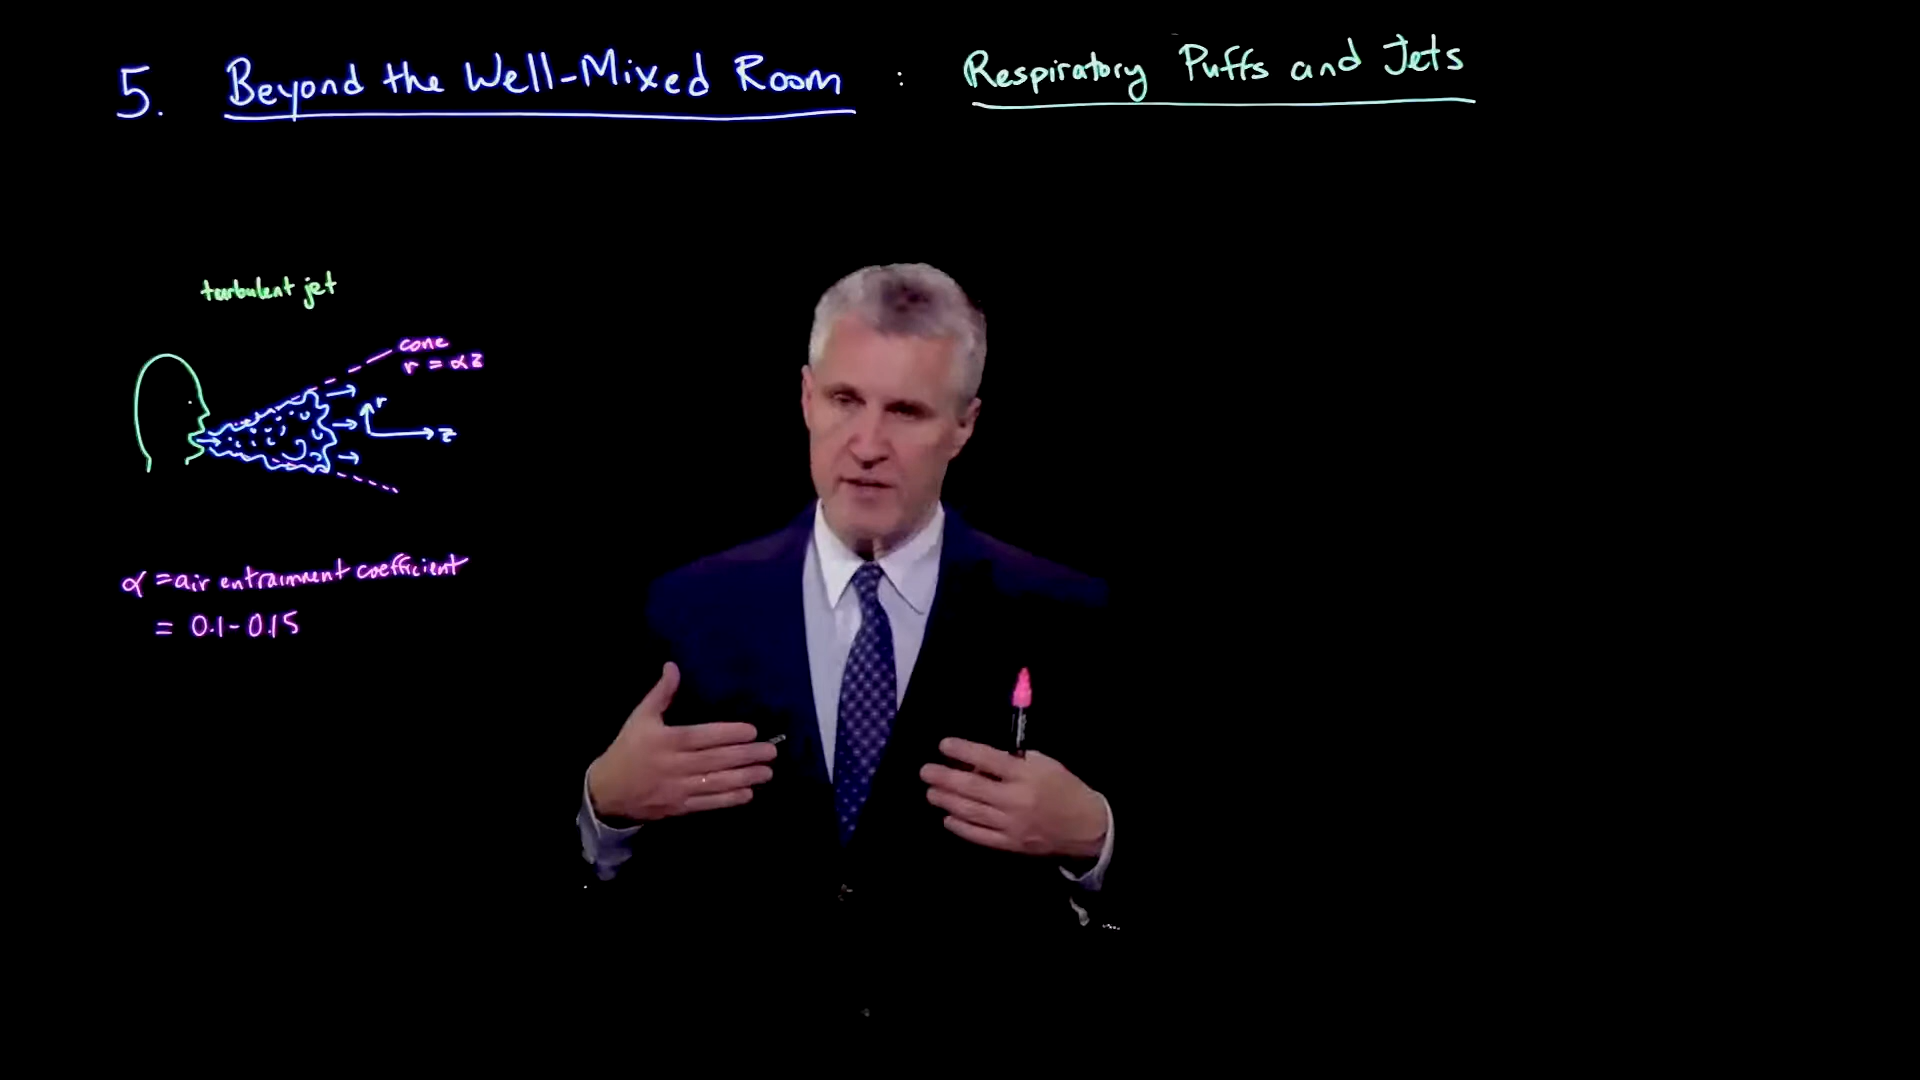 5. Beyond the Well-Mixed Room : Respiratory Puffs and Jets
turbulent jet
cone
r = αz
r
z
α = air entrainment coefficient
= 0.1-0.15